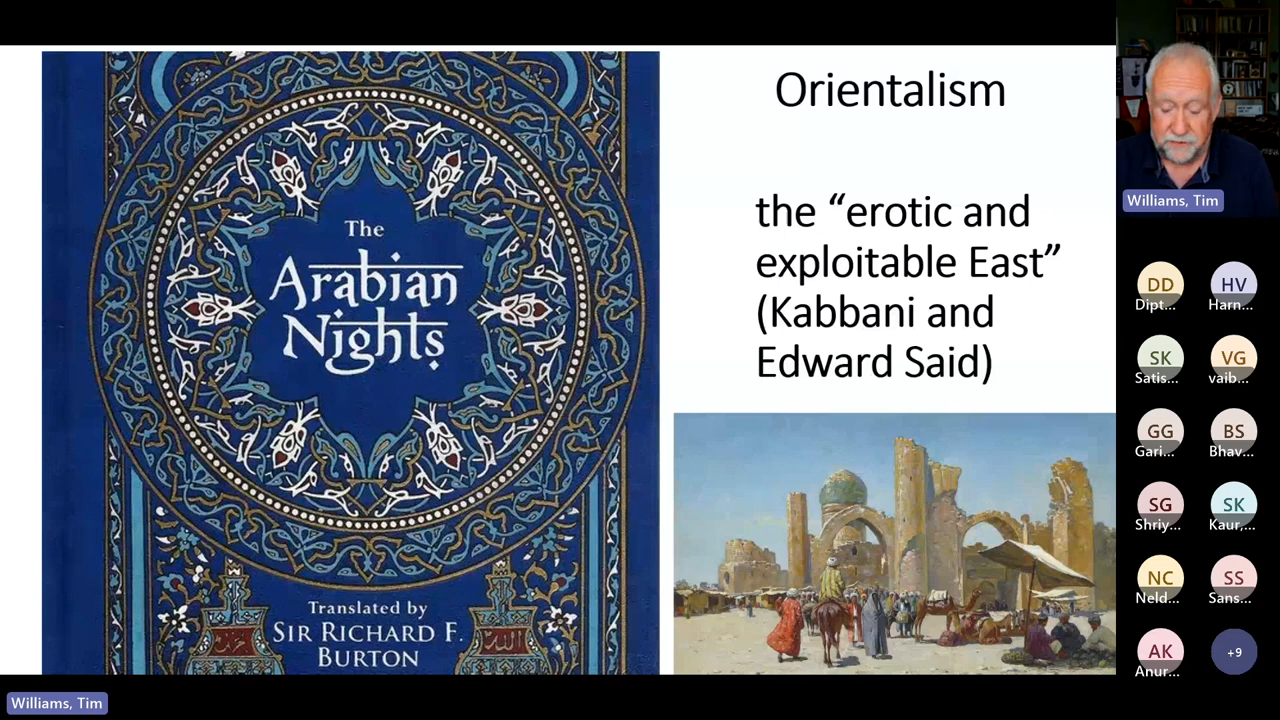 The
Arabian
Nights
Translated by
SIR RICHARD F.
BURTON
Orientalism
the “erotic and
exploitable East”
(Kabbani and
Edward Said)
Williams, Tim
DD
Dipt...
HV
Harn...
SK
Satis...
VG
vaib...
GG
Gari...
BS
Bhav...
SG
Shriy...
SK
Kaur,...
NC
Neld...
SS
Sans...
AK
Anur...
+9
Williams, Tim